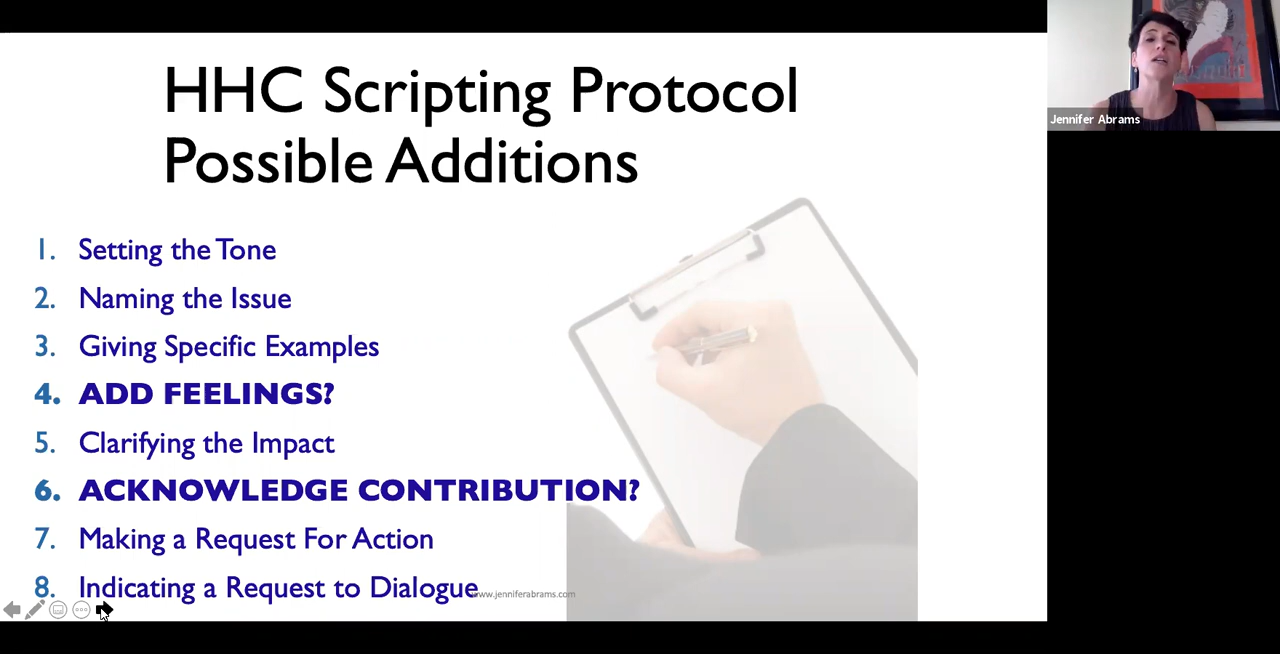 HHC Scripting Protocol
Possible Additions
1. Setting the Tone
2. Naming the Issue
3. Giving Specific Examples
4. ADD FEELINGS?
5. Clarifying the Impact
6. ACKNOWLEDGE CONTRIBUTION?
7. Making a Request For Action
8. Indicating a Request to Dialogue
www.jenniferabrams.com
Jennifer Abrams